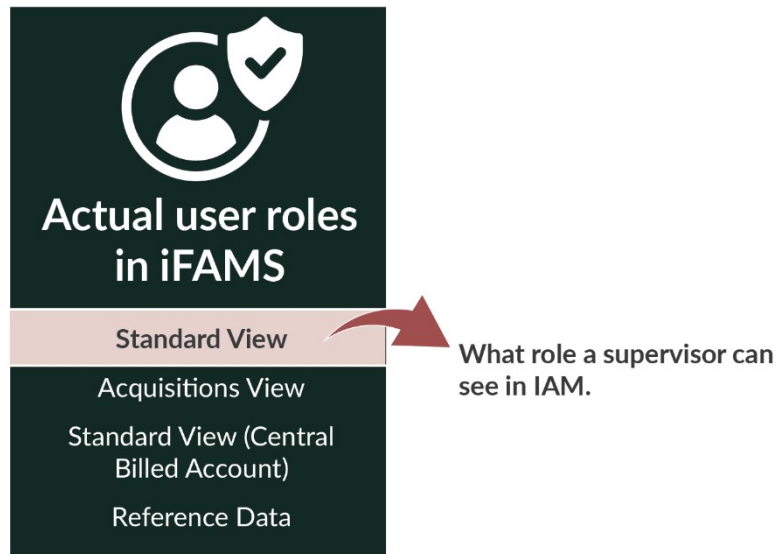 Actual user roles
in iFAMS
Standard View
What role a supervisor can
see in IAM.
Acquisitions View
Standard View (Central
Billed Account)
Reference Data